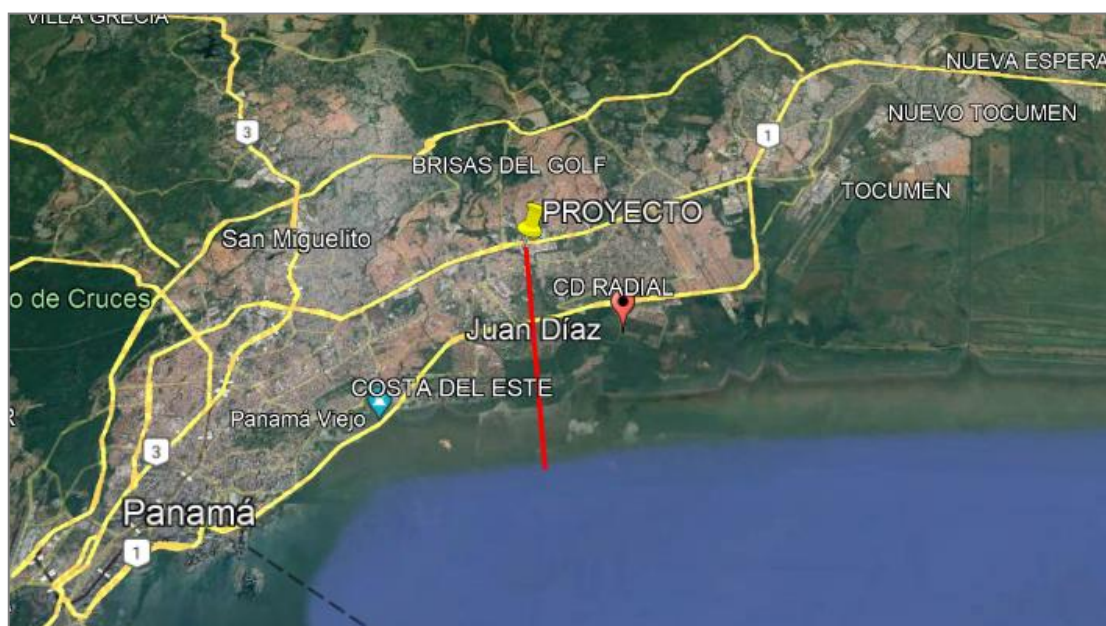 VILLA GRECIA
NUEVA ESPERA
3
1
NUEVO TOCUMEN
BRISAS DEL GOLF
TOCUMEN
PROYECTO
San Miguelito
CD RADIAL
o de Cruces
Juan Díaz
COSTA DEL ESTE
Panamá Viejo
R
3
Panamá
1